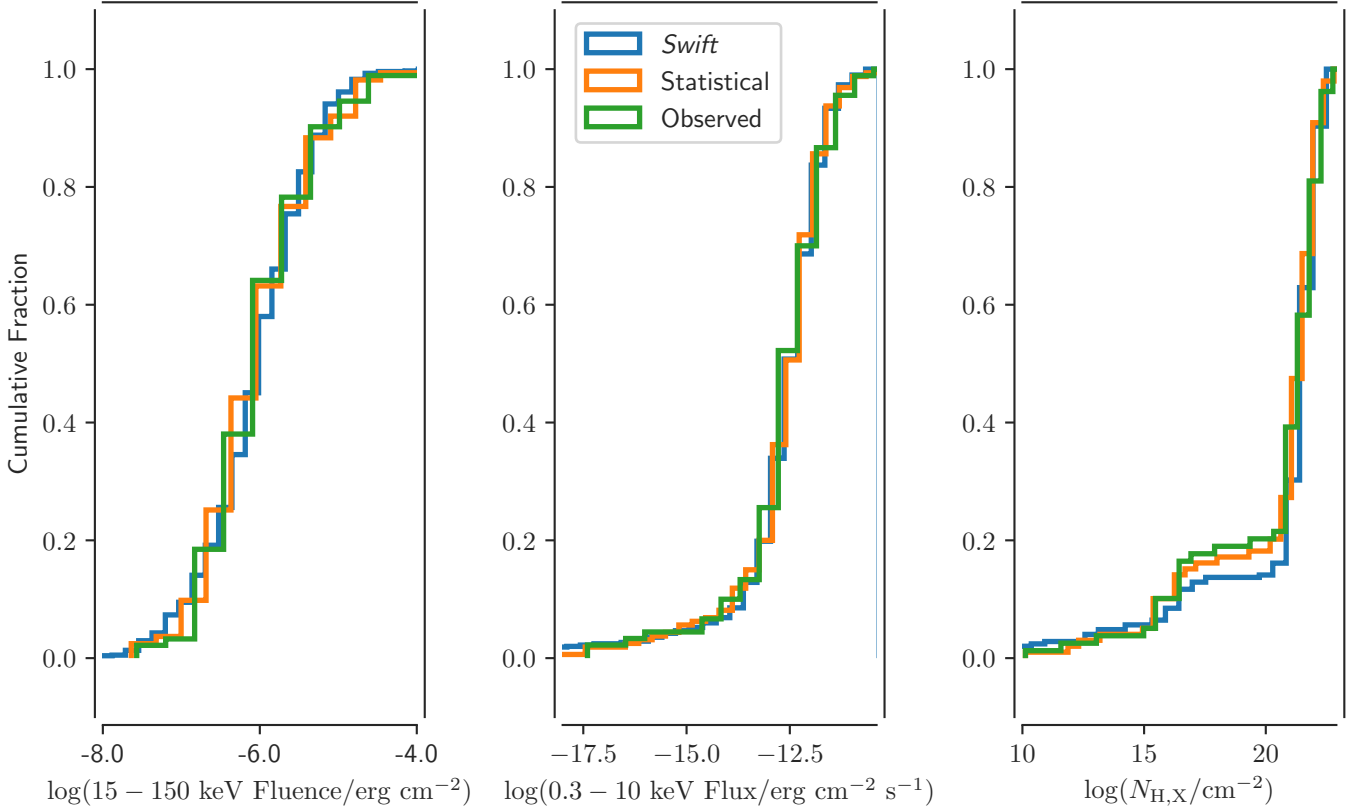 Swift
Statistical
Observed
Cumulative Fraction
1.0
0.8
0.6
0.4
0.2
0.0
-8.0 -6.0 -4.0
log(15 − 150 keV Fluence/erg cm⁻²)
1.0
0.8
0.6
0.4
0.2
0.0
−17.5 −15.0 −12.5
log(0.3 − 10 keV Flux/erg cm⁻² s⁻¹)
1.0
0.8
0.6
0.4
0.2
0.0
10 15 20
log(N_H,X/cm⁻²)